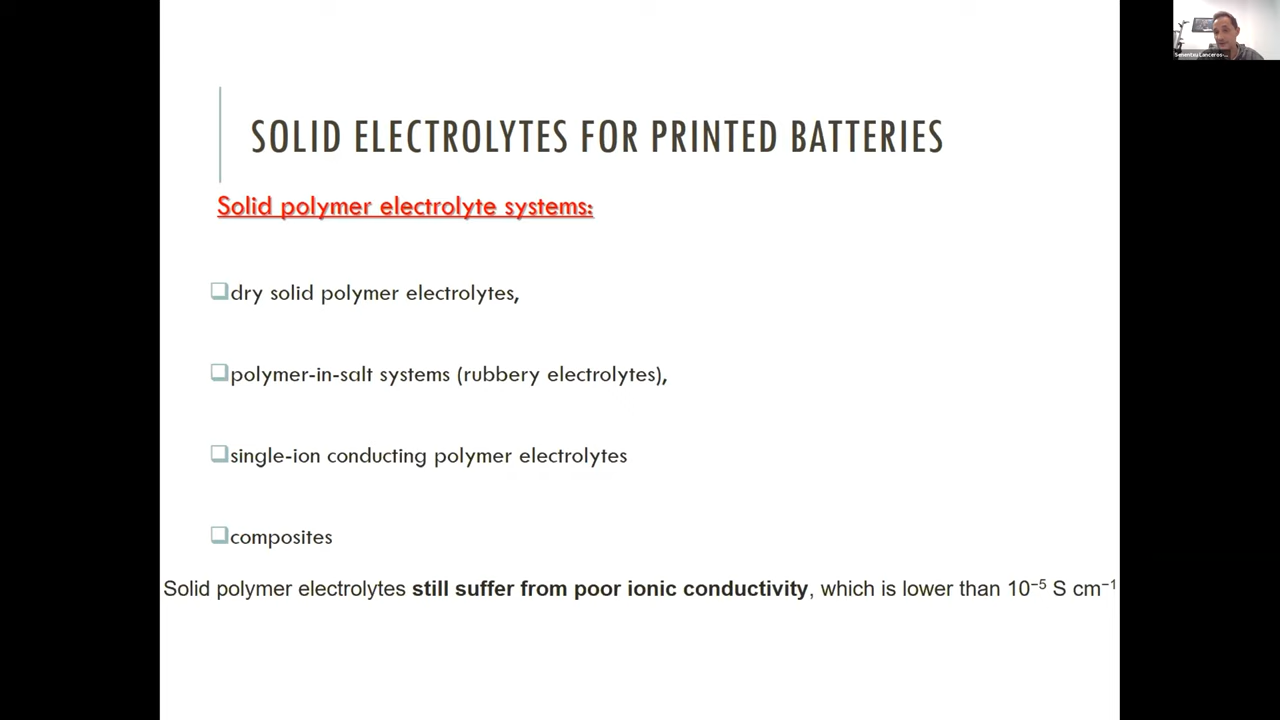 SOLID ELECTROLYTES FOR PRINTED BATTERIES
Solid polymer electrolyte systems:
dry solid polymer electrolytes,
polymer-in-salt systems (rubbery electrolytes),
single-ion conducting polymer electrolytes
composites
Solid polymer electrolytes still suffer from poor ionic conductivity, which is lower than 10⁻⁵ S cm⁻¹